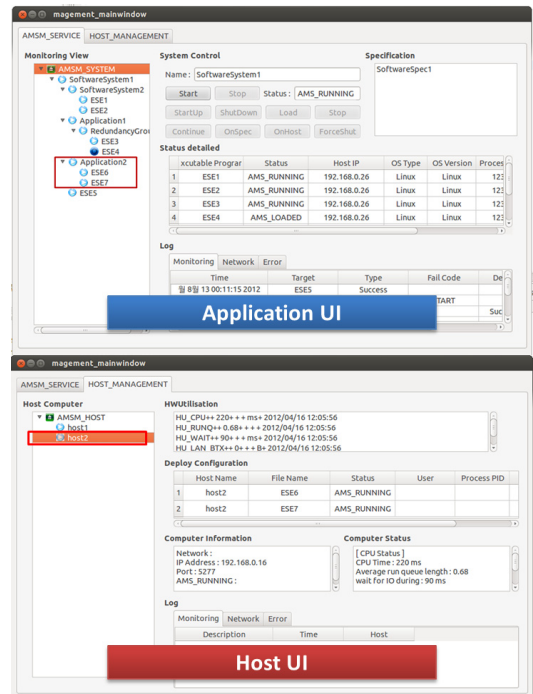 magement_mainwindow
AMSM_SERVICE HOST_MANAGEMENT
Monitoring View
AMSM_SYSTEM
SoftwareSystem1
SoftwareSystem2
ESE1
ESE2
Application1
RedundancyGrou
ESE3
ESE4
Application2
ESE6
ESE7
ESE5
System Control
Name: SoftwareSystem1
Start Stop Status: AMS_RUNNING
StartUp ShutDown Load Stop
Continue OnSpec OnHost ForceShut
Specification
SoftwareSpec1
Status detailed
xcutable Prograr Status Host IP OS Type OS Version Proces
1 ESE1 AMS_RUNNING 192.168.0.26 Linux Linux 123
2 ESE2 AMS_RUNNING 192.168.0.26 Linux Linux 123
3 ESE3 AMS_RUNNING 192.168.0.26 Linux Linux 123
4 ESE4 AMS_LOADED 192.168.0.26 Linux Linux 123
Log
Monitoring Network Error
Time Target Type Fail Code De
월 8월 13 00:11:15 2012 ESE5 Success
TART
Suc
Application UI
magement_mainwindow
AMSM_SERVICE HOST_MANAGEMENT
Host Computer
AMSM_HOST
host1
host2
HWUtilisation
HU_CPU++ 220+ + + ms+ 2012/04/16 12:05:56
HU_RUNQ++ 0.68+ + + + 2012/04/16 12:05:56
HU_WAIT++ 90+ + + ms+ 2012/04/16 12:05:56
HU LAN BTX++ 0+ + + B+ 2012/04/16 12:05:56
Deploy Configuration
Host Name File Name Status User Process PID
1 host2 ESE6 AMS_RUNNING
2 host2 ESE7 AMS_RUNNING
Computer Information
Network :
IP Address : 192.168.0.16
Port : 5277
AMS_RUNNING :
Computer Status
[ CPU Status ]
CPU Time : 220 ms
Average run queue length : 0.68
wait for IO during : 90 ms
Log
Monitoring Network Error
Description Time Host
Host UI